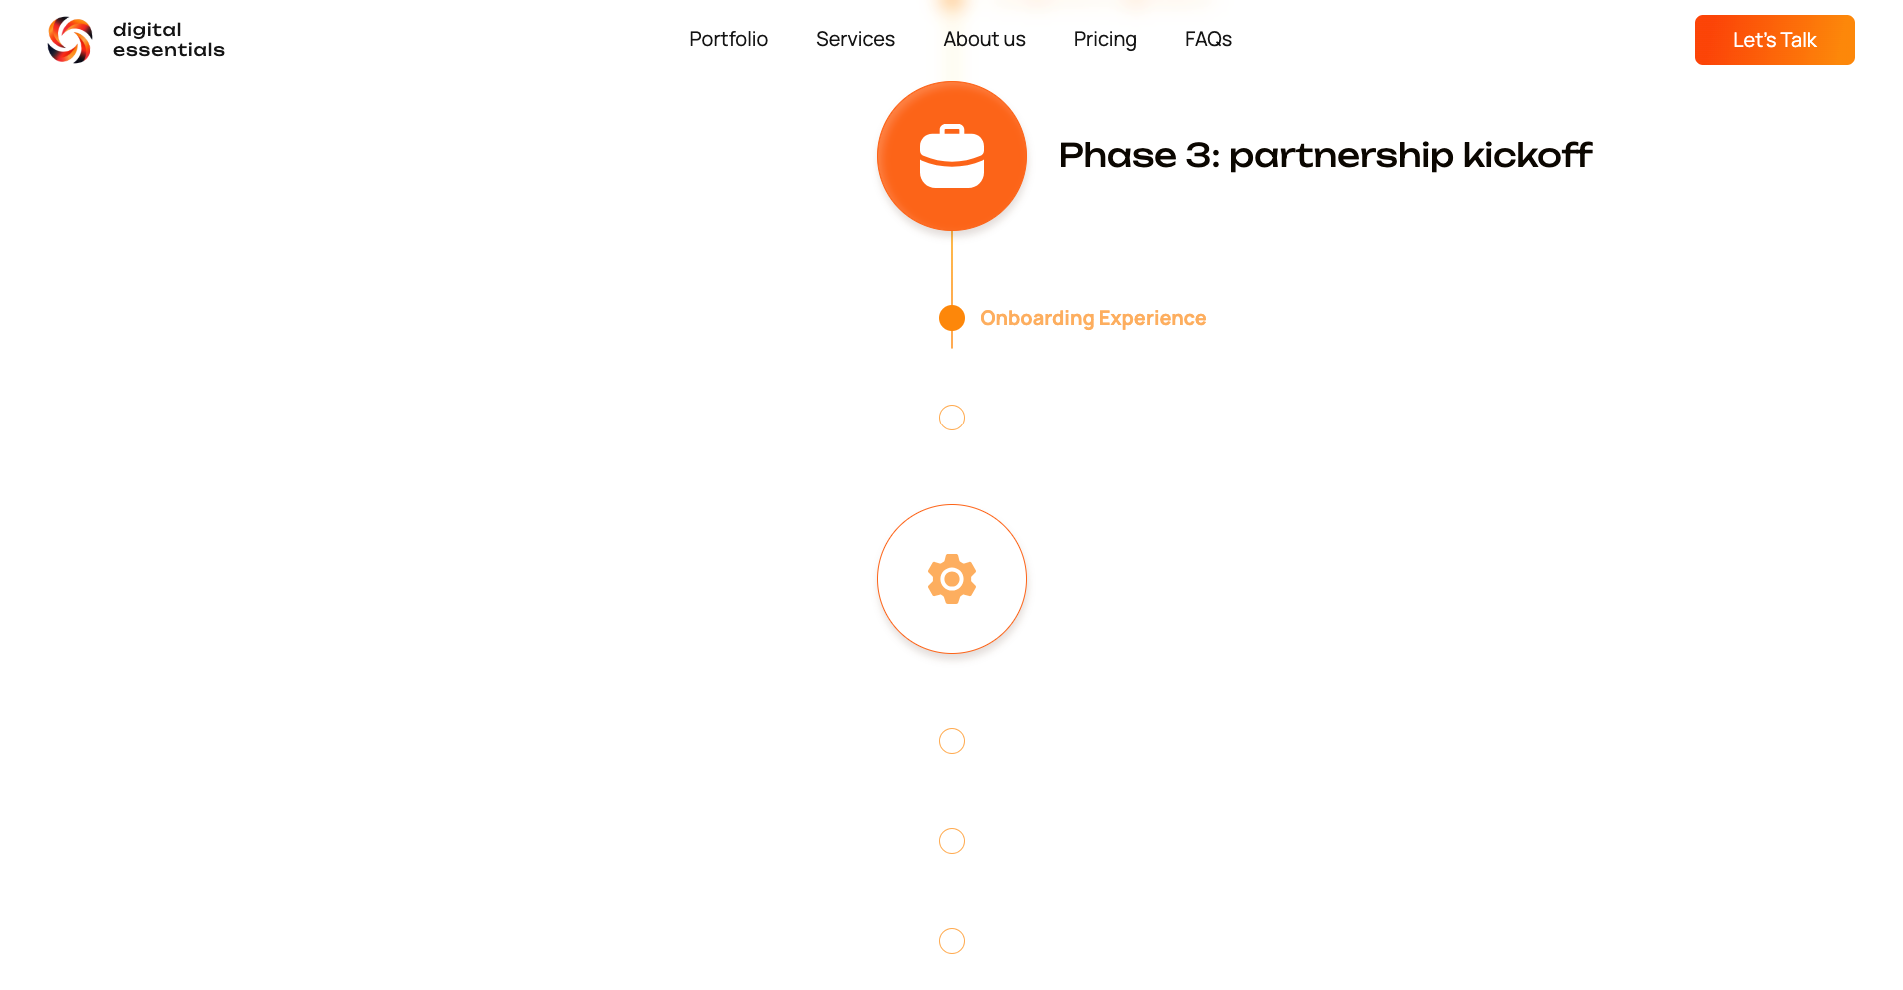 digital
essentials
Portfolio
Services
About us
Pricing
FAQs
Let's Talk
Phase 3: partnership kickoff
Onboarding Experience